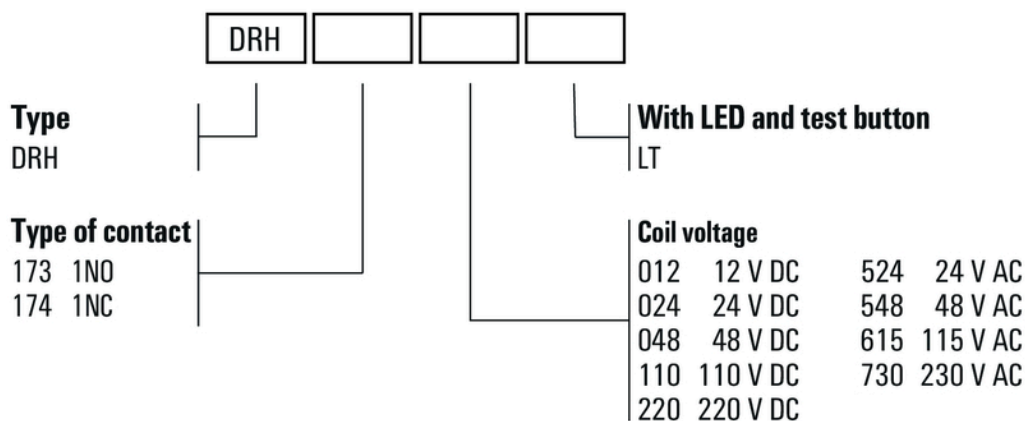 DRH
Type
DRH
With LED and test button
LT
Type of contact
173 1NO
174 1NC
Coil voltage
012 12 V DC 524 24 V AC
024 24 V DC 548 48 V AC
048 48 V DC 615 115 V AC
110 110 V DC 730 230 V AC
220 220 V DC